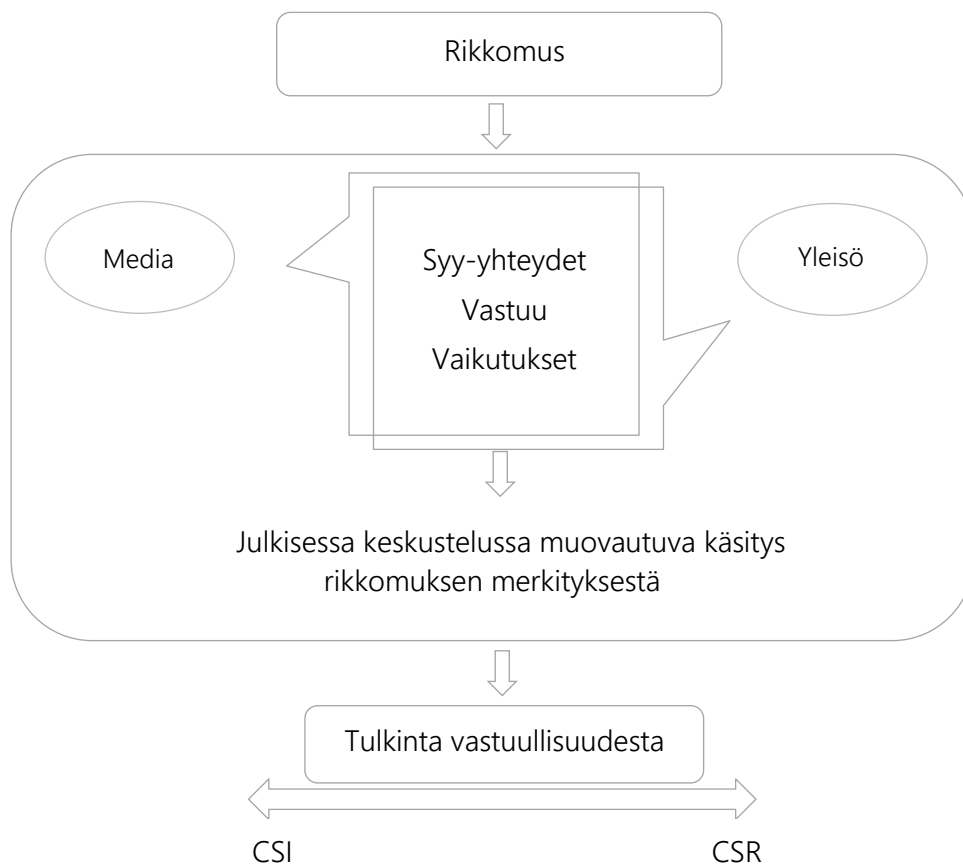 Rikkomus
Media
Syy-yhteydet
Vastuu
Vaikutukset
Yleisö
Julkisessa keskustelussa muovautuva käsitys
rikkomuksen merkityksestä
Tulkinta vastuullisuudesta
CSI
CSR